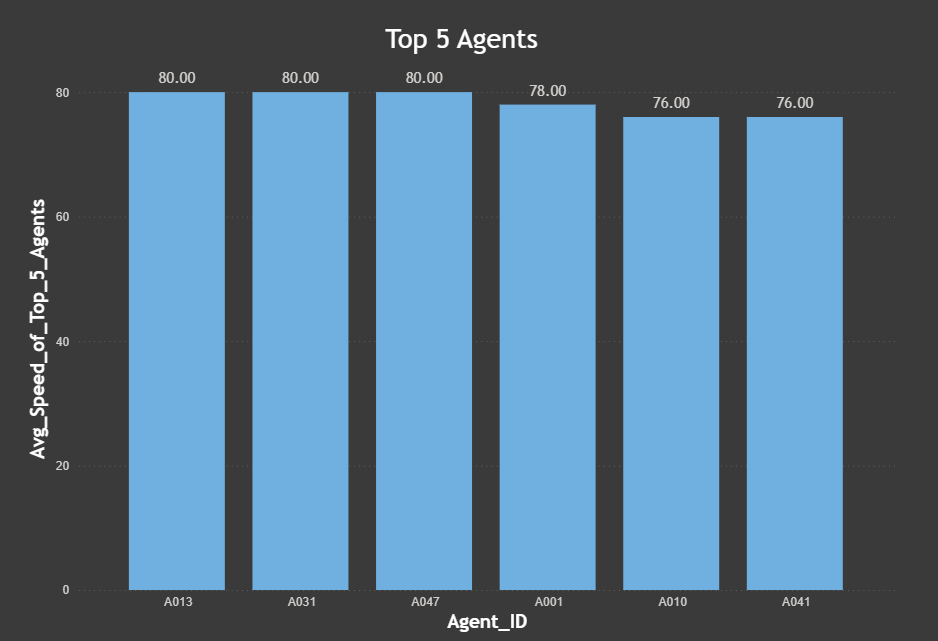 Top 5 Agents
80.00 80.00 80.00 78.00 76.00 76.00
80
60
40
20
0
Avg_Speed_of_Top_5_Agents
A013 A031 A047 A001 A010 A041
Agent_ID